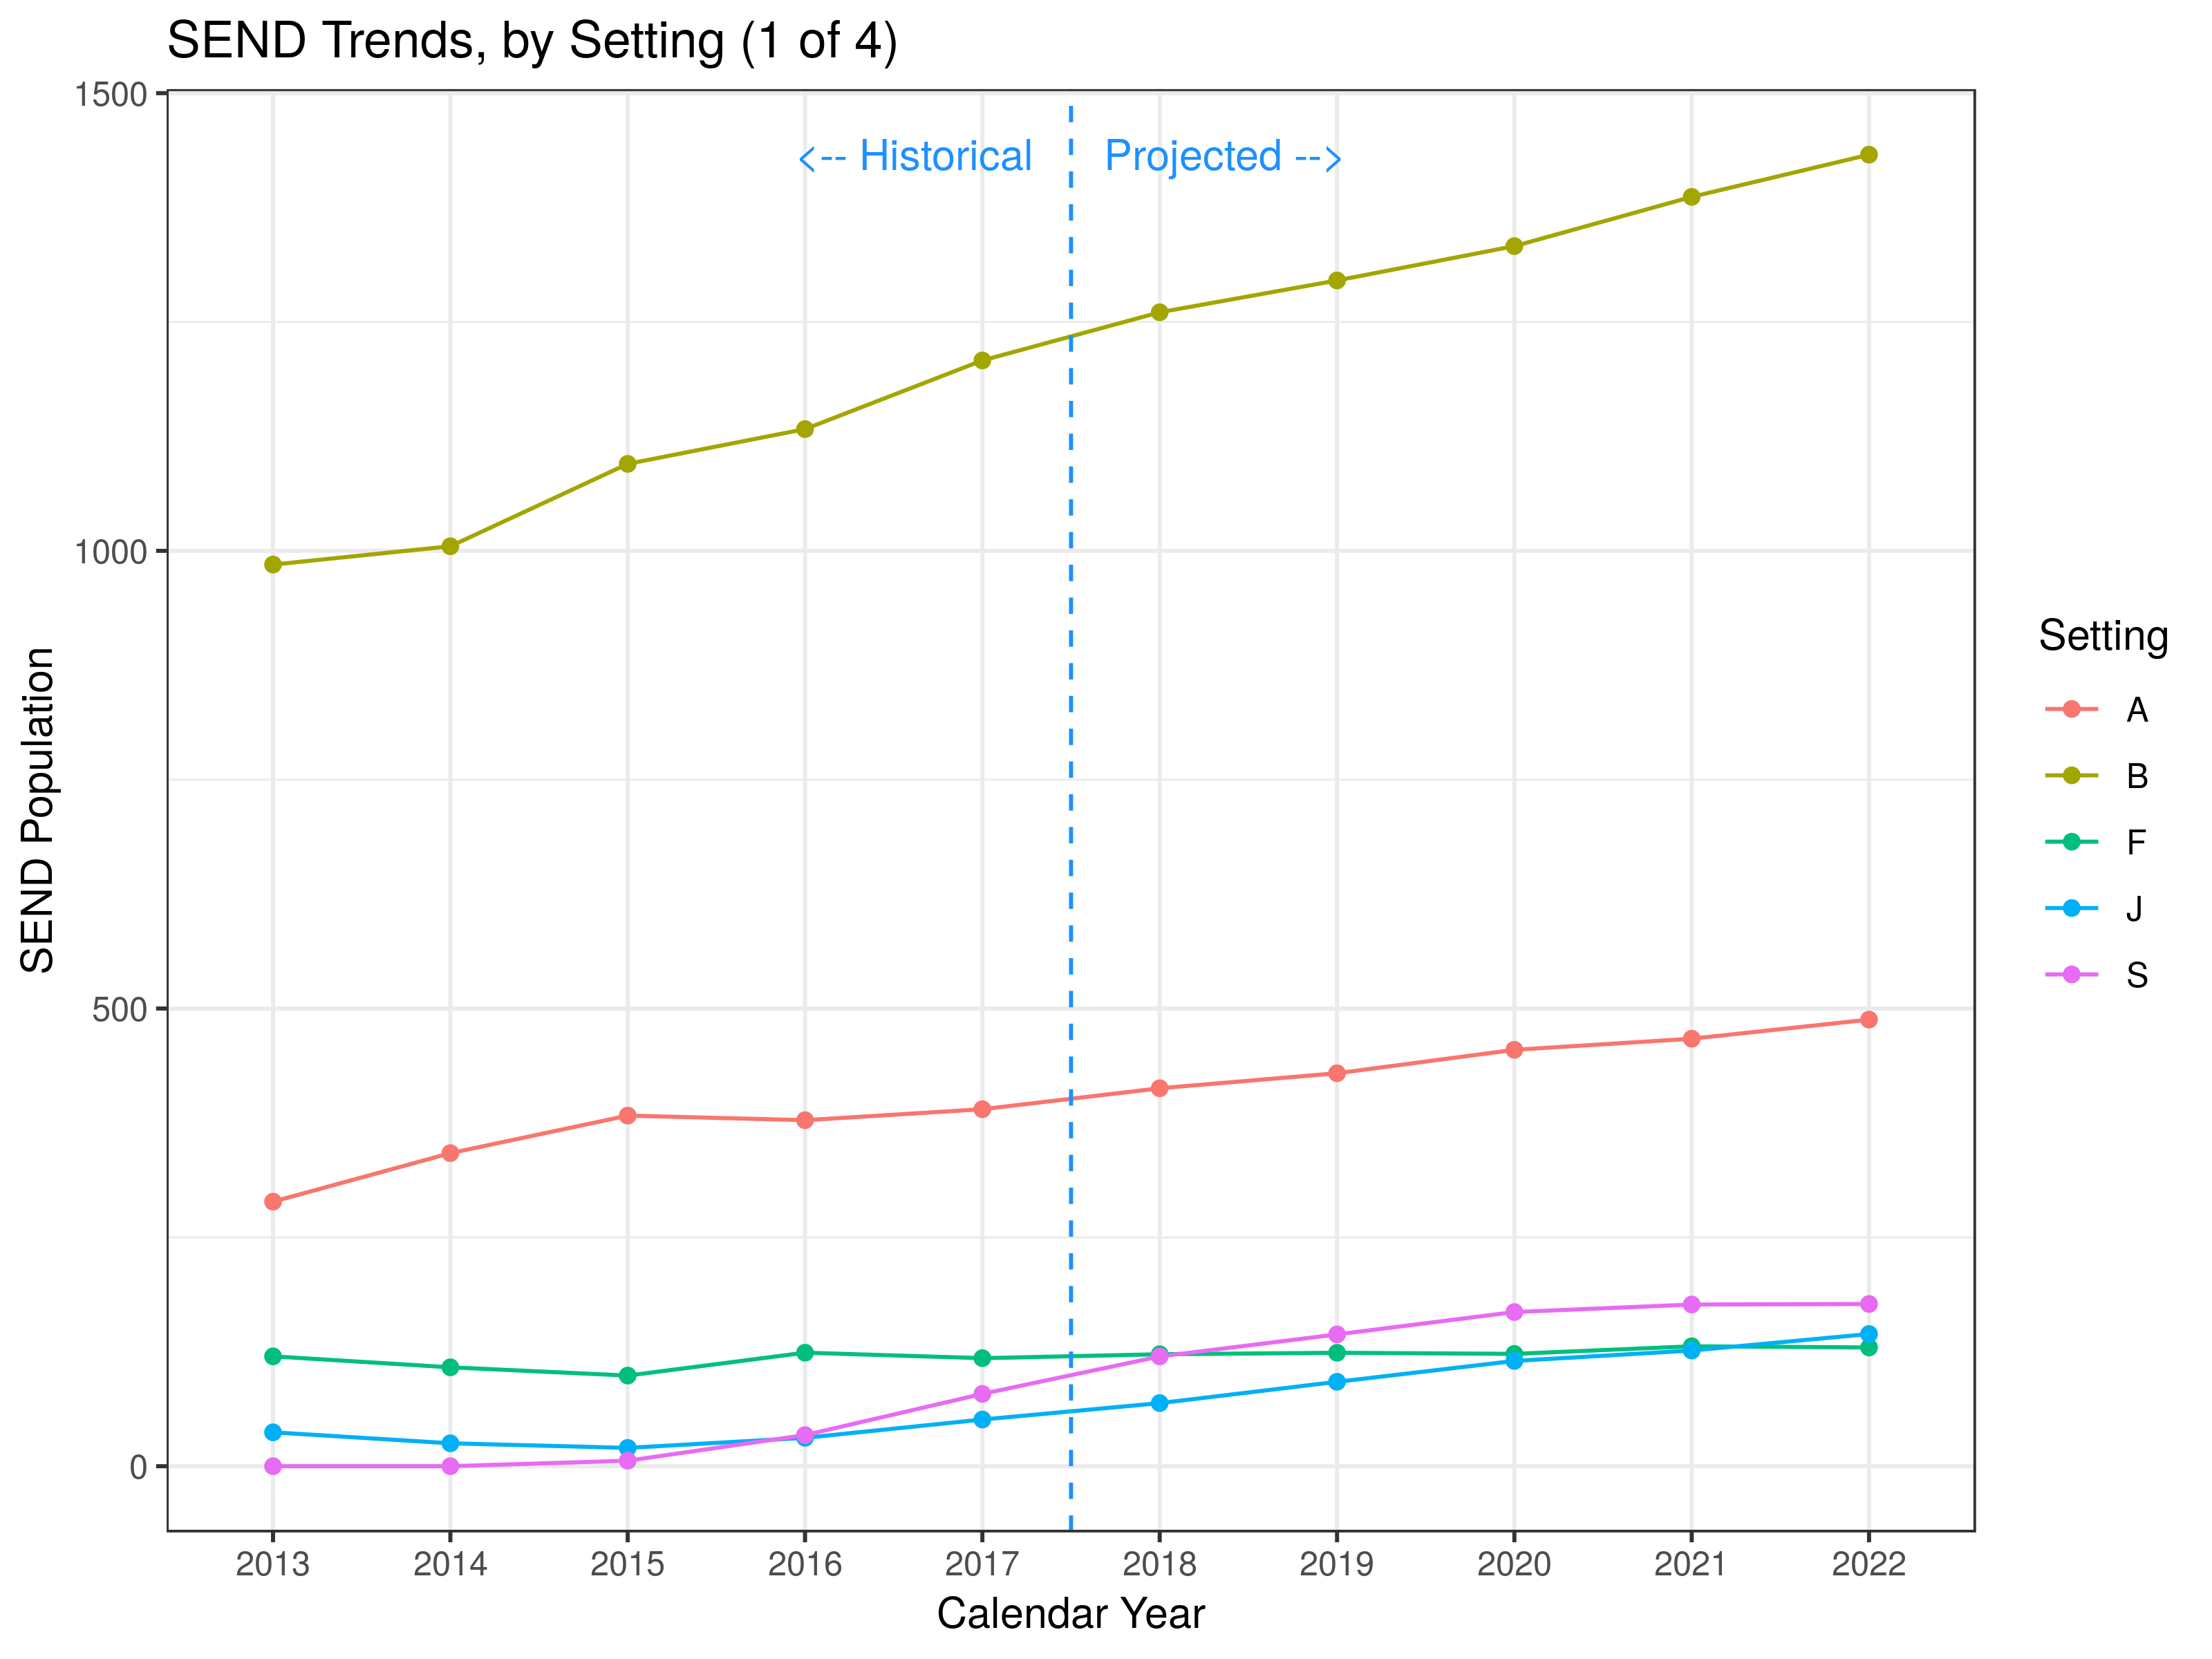 SEND Trends, by Setting (1 of 4)
1500
<-- Historical
Projected -->
1000
500
0
SEND Population
2013 2014 2015 2016 2017 2018 2019 2020 2021 2022
Calendar Year
Setting
A
B
F
J
S